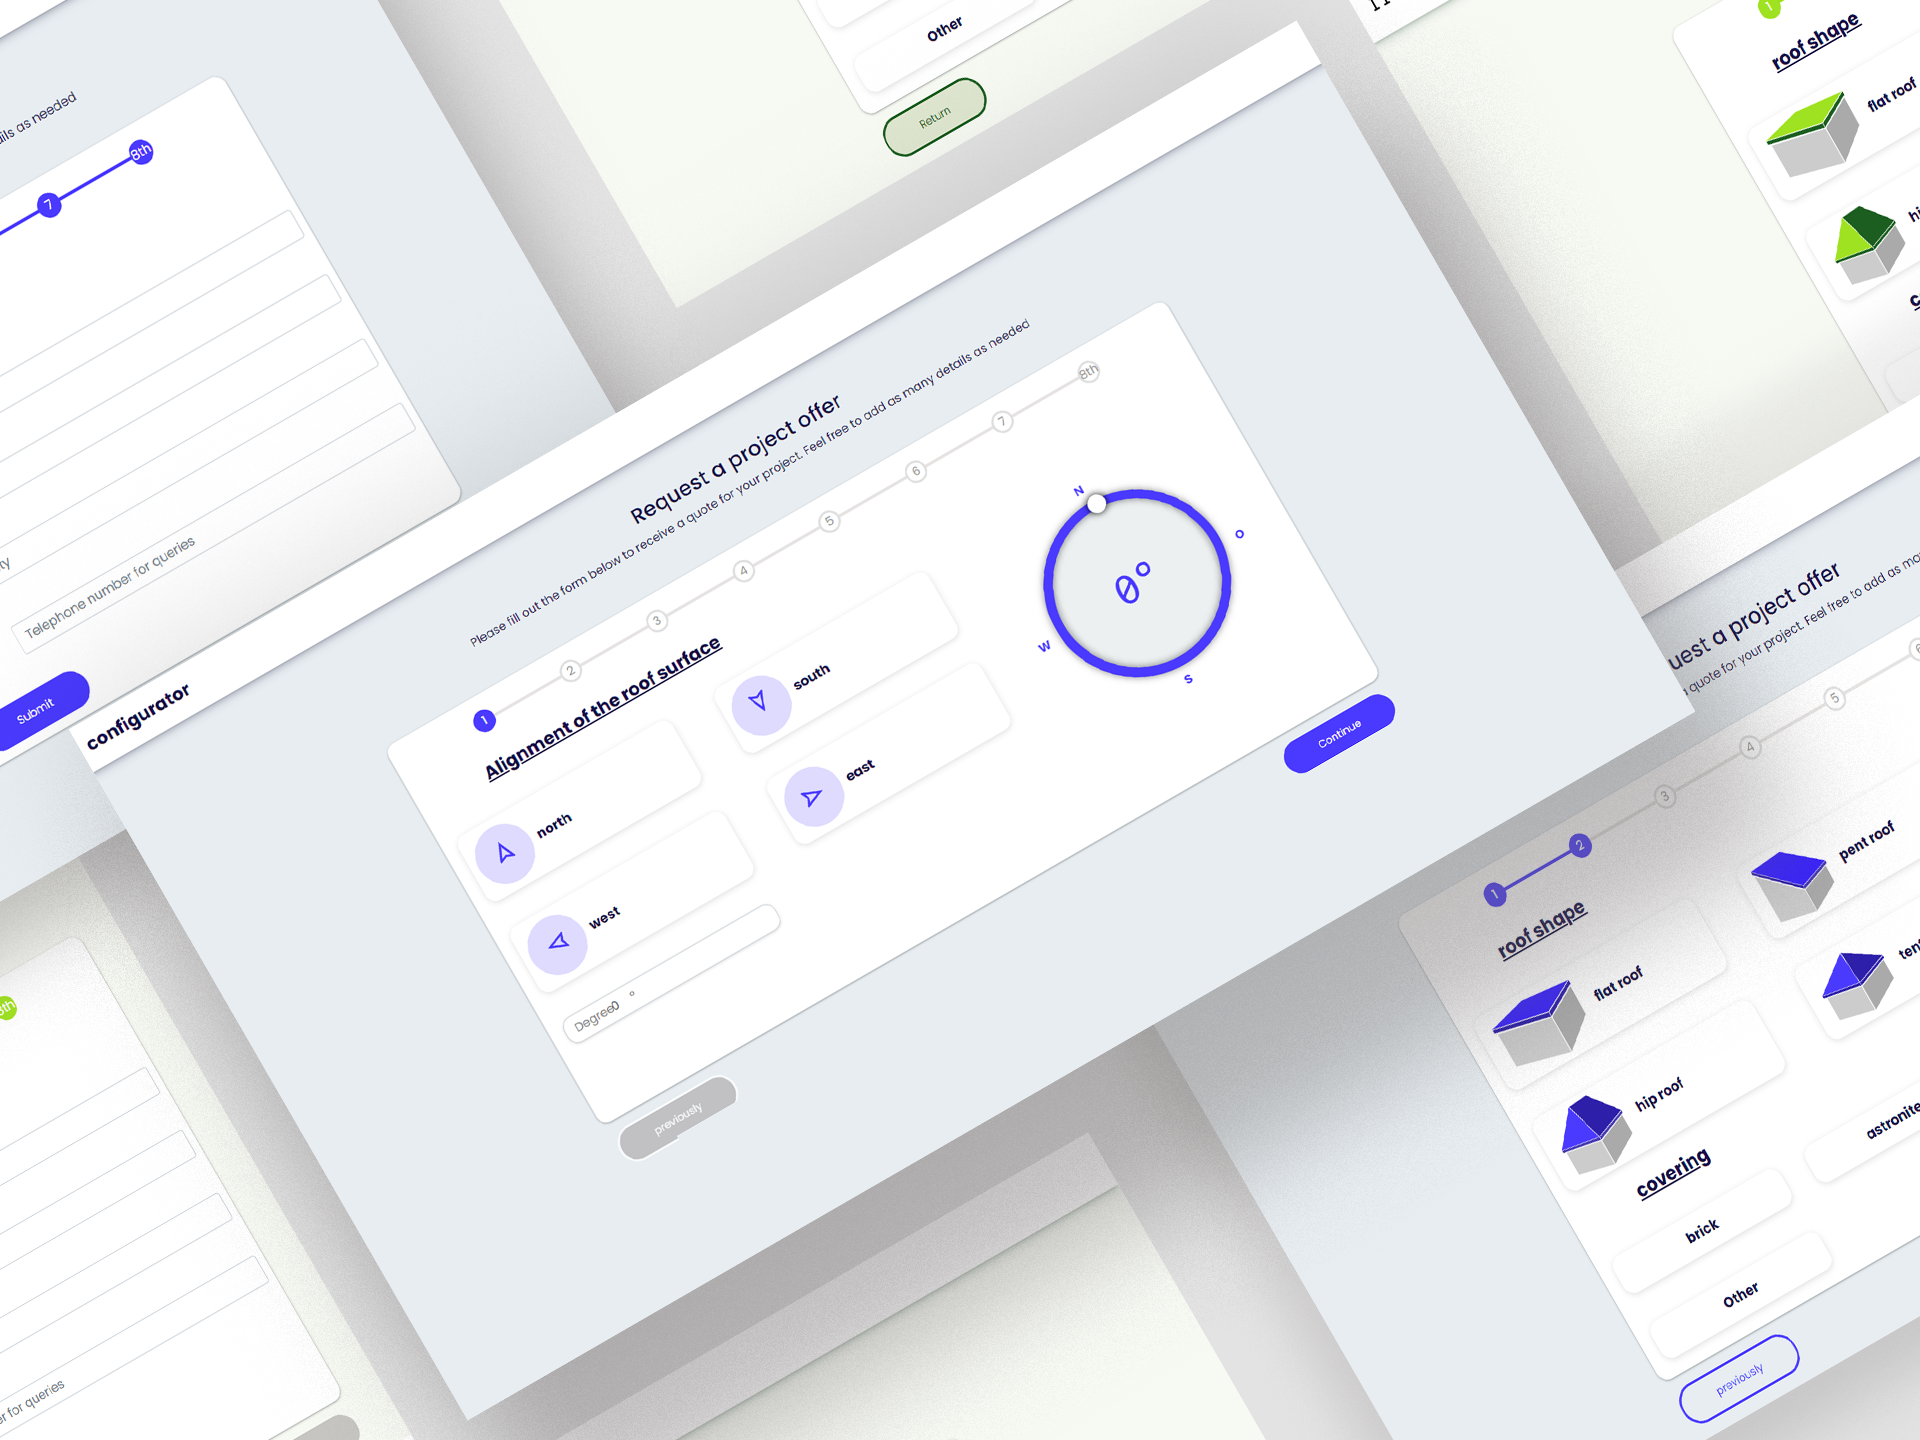 ils as needed
7
8th
ty
Telephone number for queries
Submit
Other
Return
1
roof shape
flat roof
configurator
Request a project offer
Please fill out the form below to receive a quote for your project. Feel free to add as many details as needed
1
2
3
4
5
6
7
8th
Alignment of the roof surface
north
south
west
east
Degree0 °
N
O
S
W
0°
previously
Continue
uest a project offer
a quote for your project. Feel free to add as ma
1
2
3
4
5
6
roof shape
flat roof
pent roof
hip roof
tent
covering
brick
astronite
Other
previously
8th
er for queries